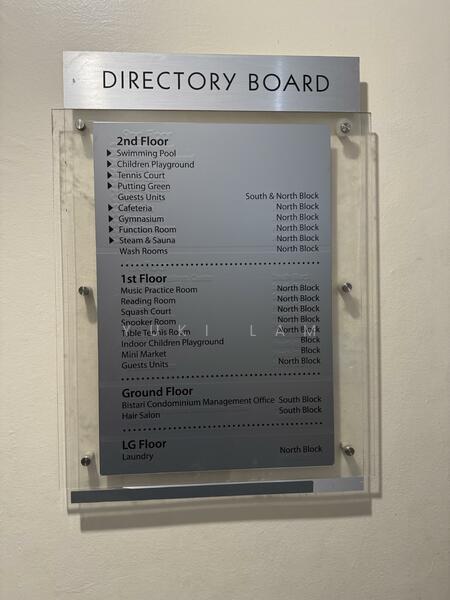 DIRECTORY BOARD
2nd Floor
Swimming Pool
Children Playground
Tennis Court
Putting Green
Guests Units South & North Block
Cafeteria North Block
Gymnasium North Block
Function Room North Block
Steam & Sauna North Block
Wash Rooms North Block
1st Floor
Music Practice Room North Block
Reading Room North Block
Squash Court North Block
Snooker Room North Block
Table Tennis Room North Block
Indoor Children Playground Block
Mini Market Block
Guests Units North Block
UKI LAM
Ground Floor
Bistari Condominium Management Office South Block
Hair Salon South Block
LG Floor
Laundry North Block